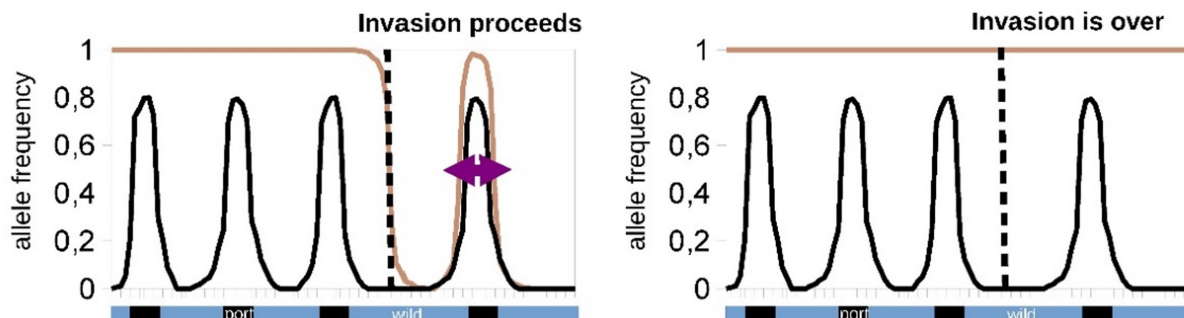 Invasion proceeds
allele frequency
1
0,8
0,6
0,4
0,2
0
port
wild
Invasion is over
allele frequency
1
0,8
0,6
0,4
0,2
0
port
wild